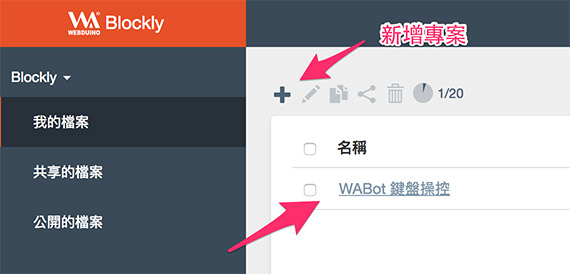 WEBDUINO
Blockly
新增專案
Blockly
1/20
我的檔案
共享的檔案
公開的檔案
名稱
WABot 鍵盤操控